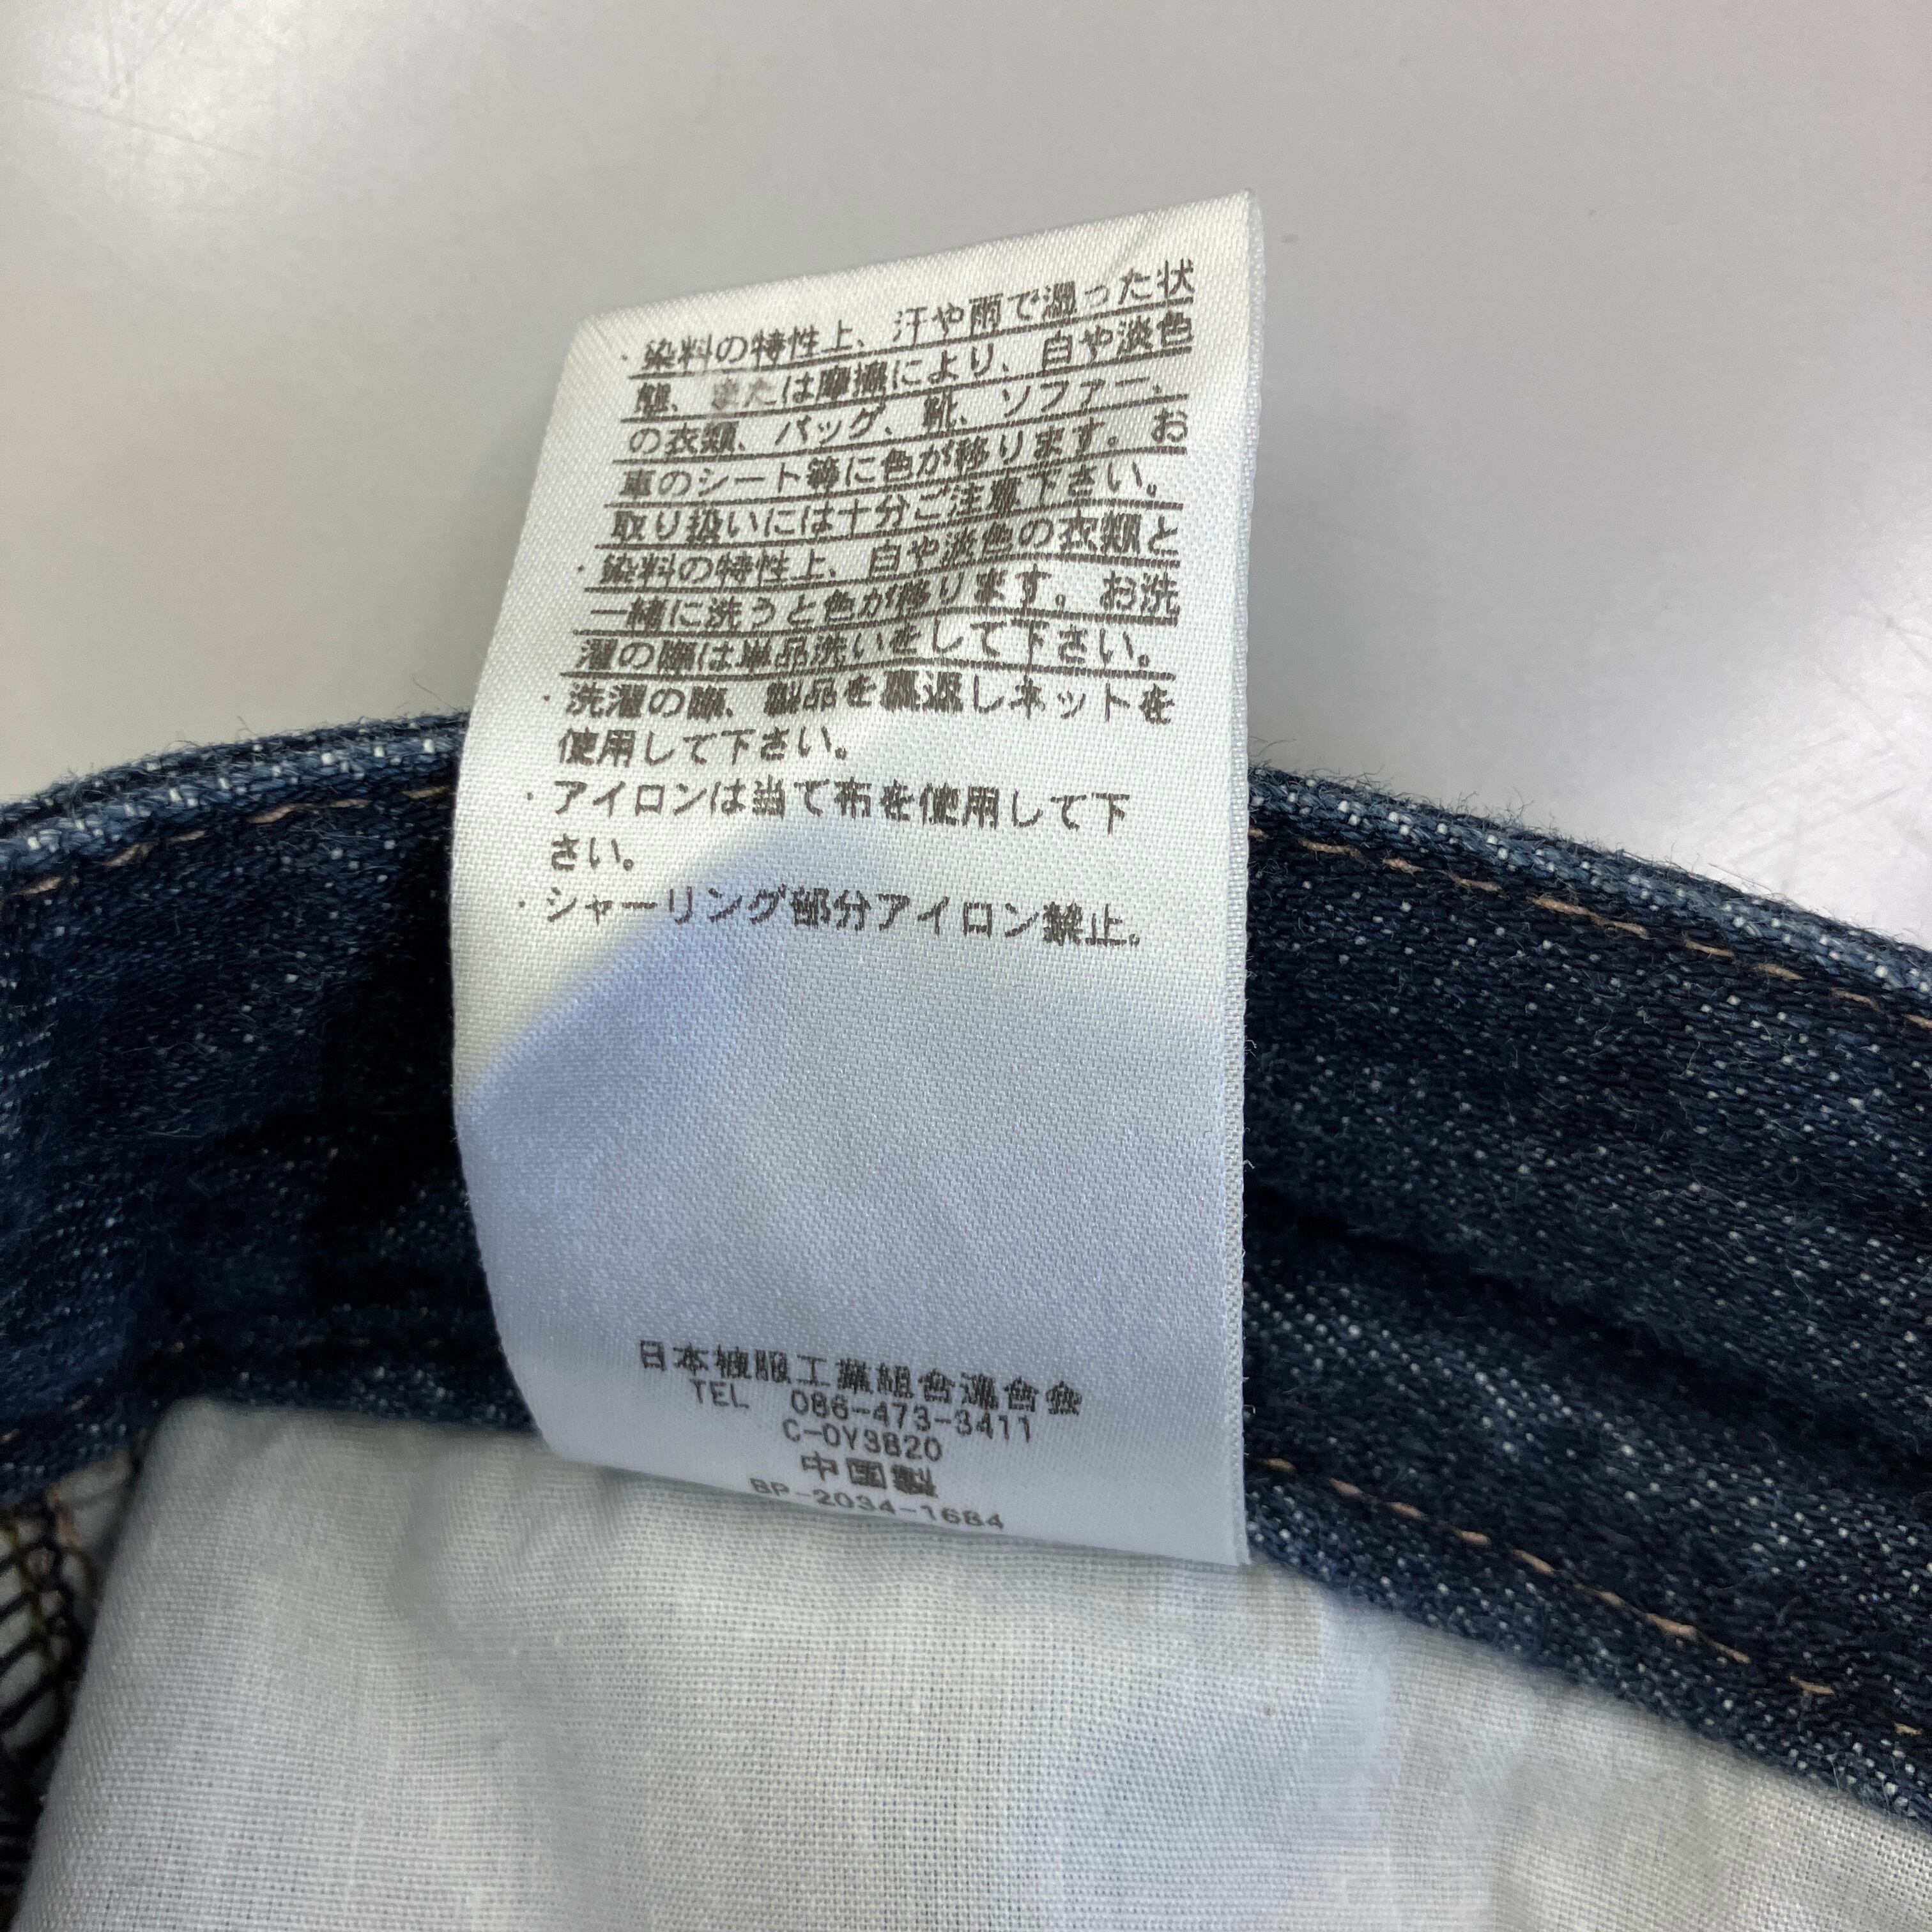 ・染料の特性上、汗や雨で濕った状
態、または摩擦により、白や淡色
の衣類、バッグ、靴、ソファー、
車のシート等に色が移ります。お
取り扱いには十分ご注意下さい。
・染料の特性上、白や淡色の衣類と
一緒に洗うと色が移ります。お洗
濯の際は単品洗いをして下さい。
・洗濯の際、製品を裏返しネットを
使用して下さい。
・アイロンは当て布を使用して下
さい。
・シャーリング部分アイロン禁止。
日本被服工業組合連合会
TEL 086-473-3411
C-0Y3820
中国製
BP-2034-1684